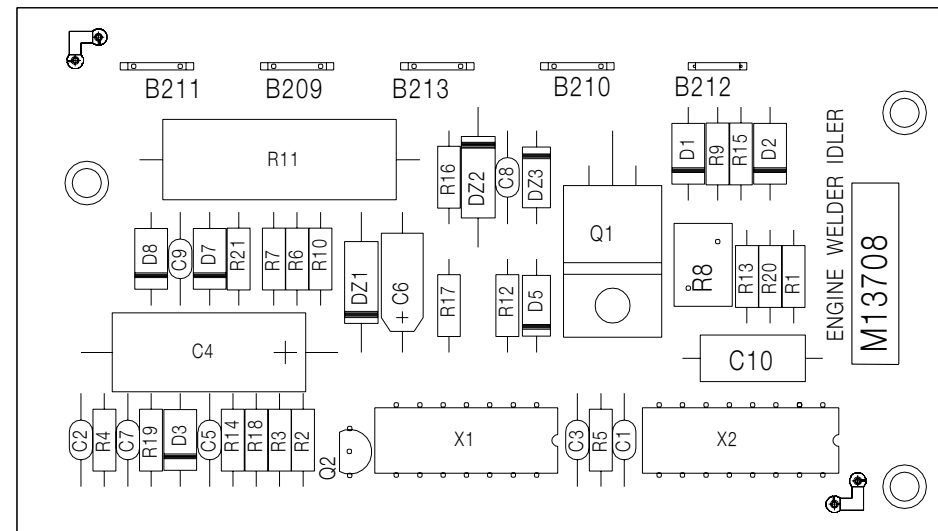 B211 B209 B213 B210 B212
R11 R16 DZ2 C8 DZ3 D1 R9 R15 D2
ENGINE WELDER IDLER
M13708
D8 C9 D7 R21 R7 R6 R10 DZ1 + C6 R17 R12 D5 Q1 R8 R13 R20 R1
C4 + C10
C2 R4 C7 R19 D3 C5 R14 R18 R3 R2 Q2 X1 C3 R5 C1 X2